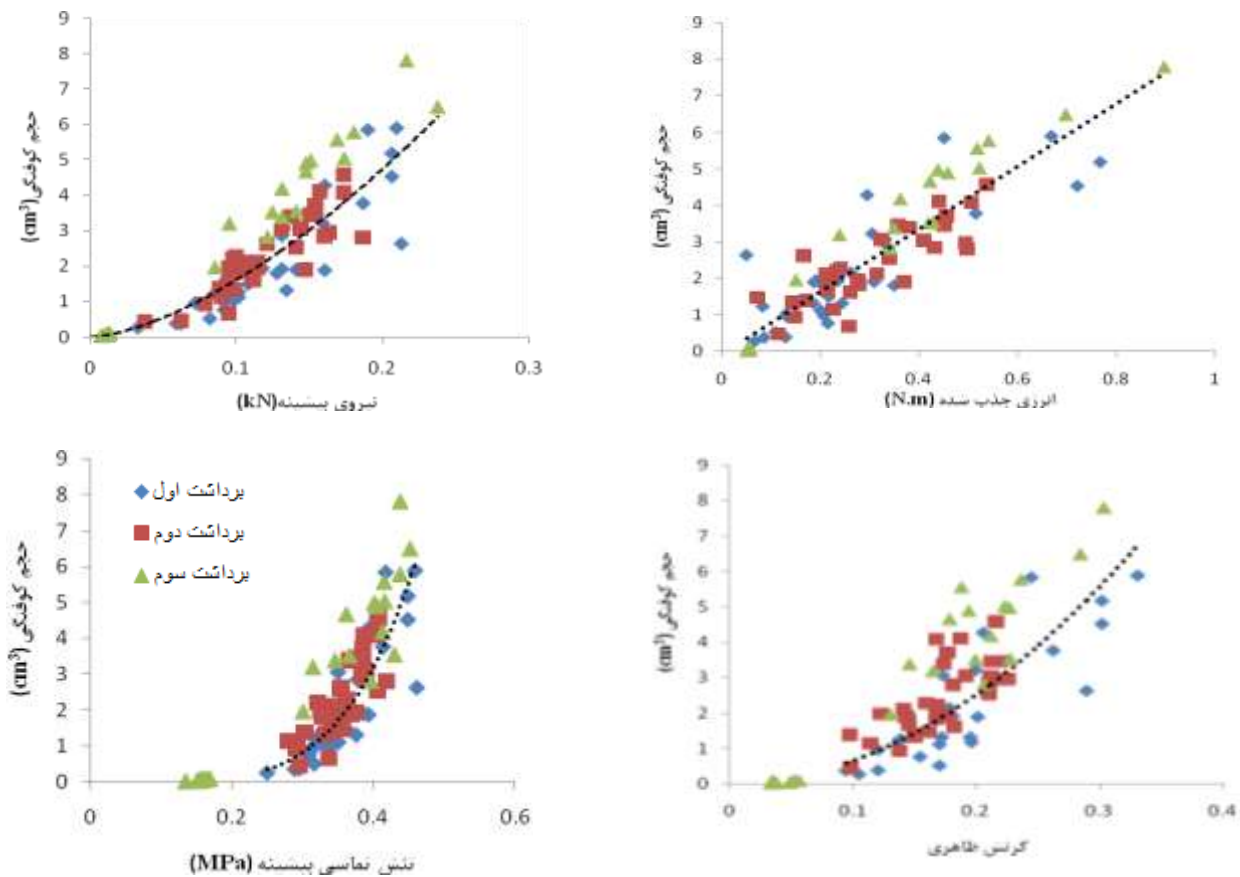 9
8
7
6
5
4
3
2
1
0
حجم کوفتگی (cm³)
0 0.1 0.2 0.3
نیروی بیشینه (kN)
9
8
7
6
5
4
3
2
1
0
حجم کوفتگی (cm³)
0 0.2 0.4 0.6 0.8 1
انرژی جذب شده (N.m)
9
8
7
6
5
4
3
2
1
0
حجم کوفتگی (cm³)
برداشت اول
برداشت دوم
برداشت سوم
0 0.2 0.4 0.6
تنش تماسی بیشینه (MPa)
9
8
7
6
5
4
3
2
1
0
حجم کوفتگی (cm³)
0 0.1 0.2 0.3 0.4
کرنش ظاهری